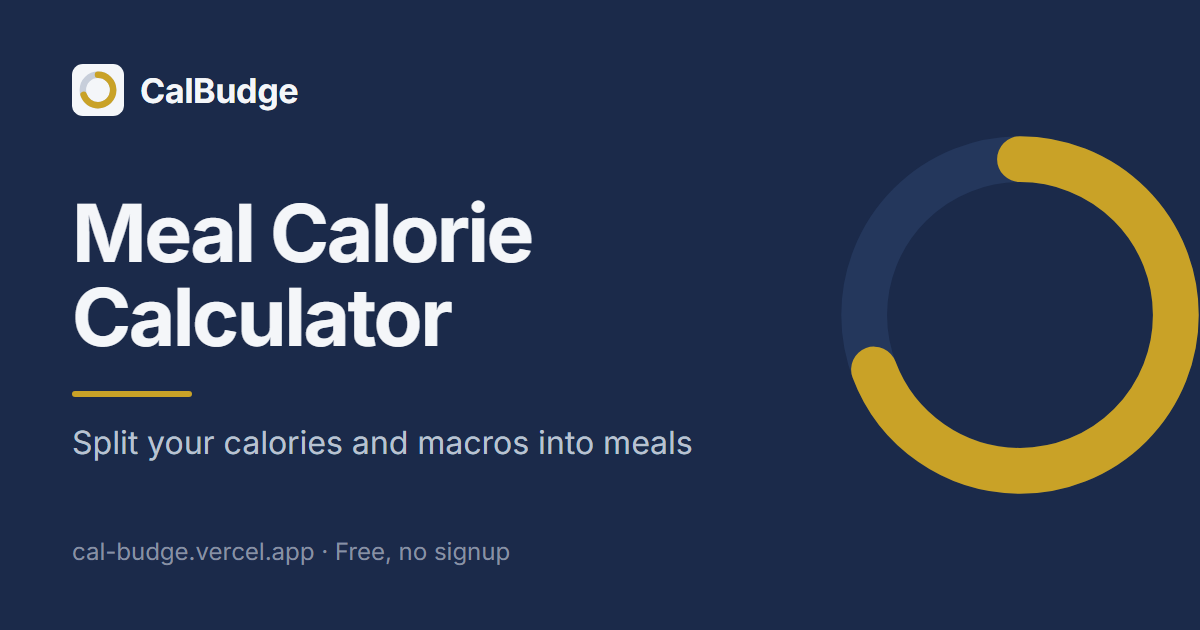 CalBudge
Meal Calorie
Calculator
Split your calories and macros into meals
cal-budge.vercel.app · Free, no signup